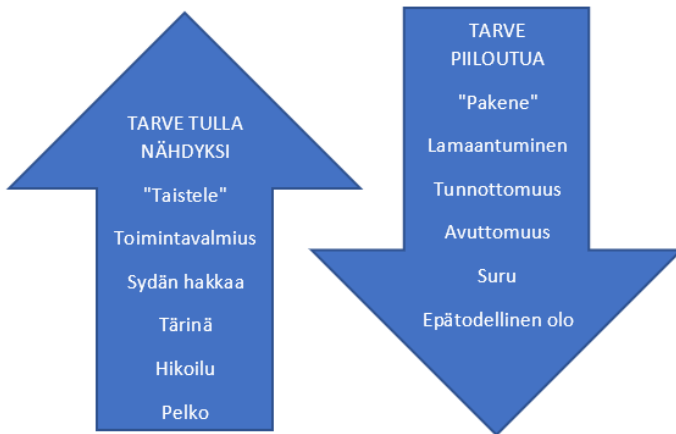 TARVE TULLA
NÄHDYKSI
"Taistele"
Toimintavalmius
Sydän hakkaa
Tärinä
Hikoilu
Pelko
TARVE
PIILOUTUA
"Pakene"
Lamaantuminen
Tunnottomuus
Avuttomuus
Suru
Epätodellinen olo